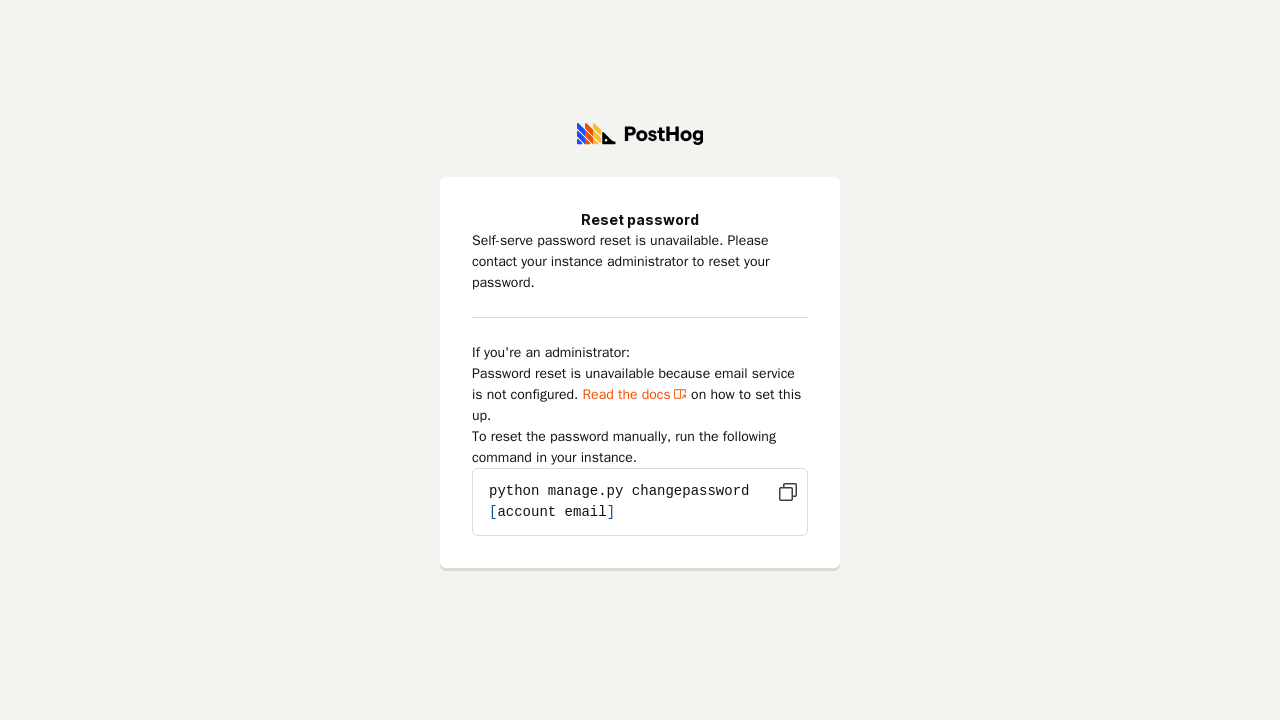 PostHog
Reset password
Self-serve password reset is unavailable. Please
contact your instance administrator to reset your
password.
If you're an administrator:
Password reset is unavailable because email service
is not configured. Read the docs on how to set this
up.
To reset the password manually, run the following
command in your instance.
python manage.py changepassword
[account email]